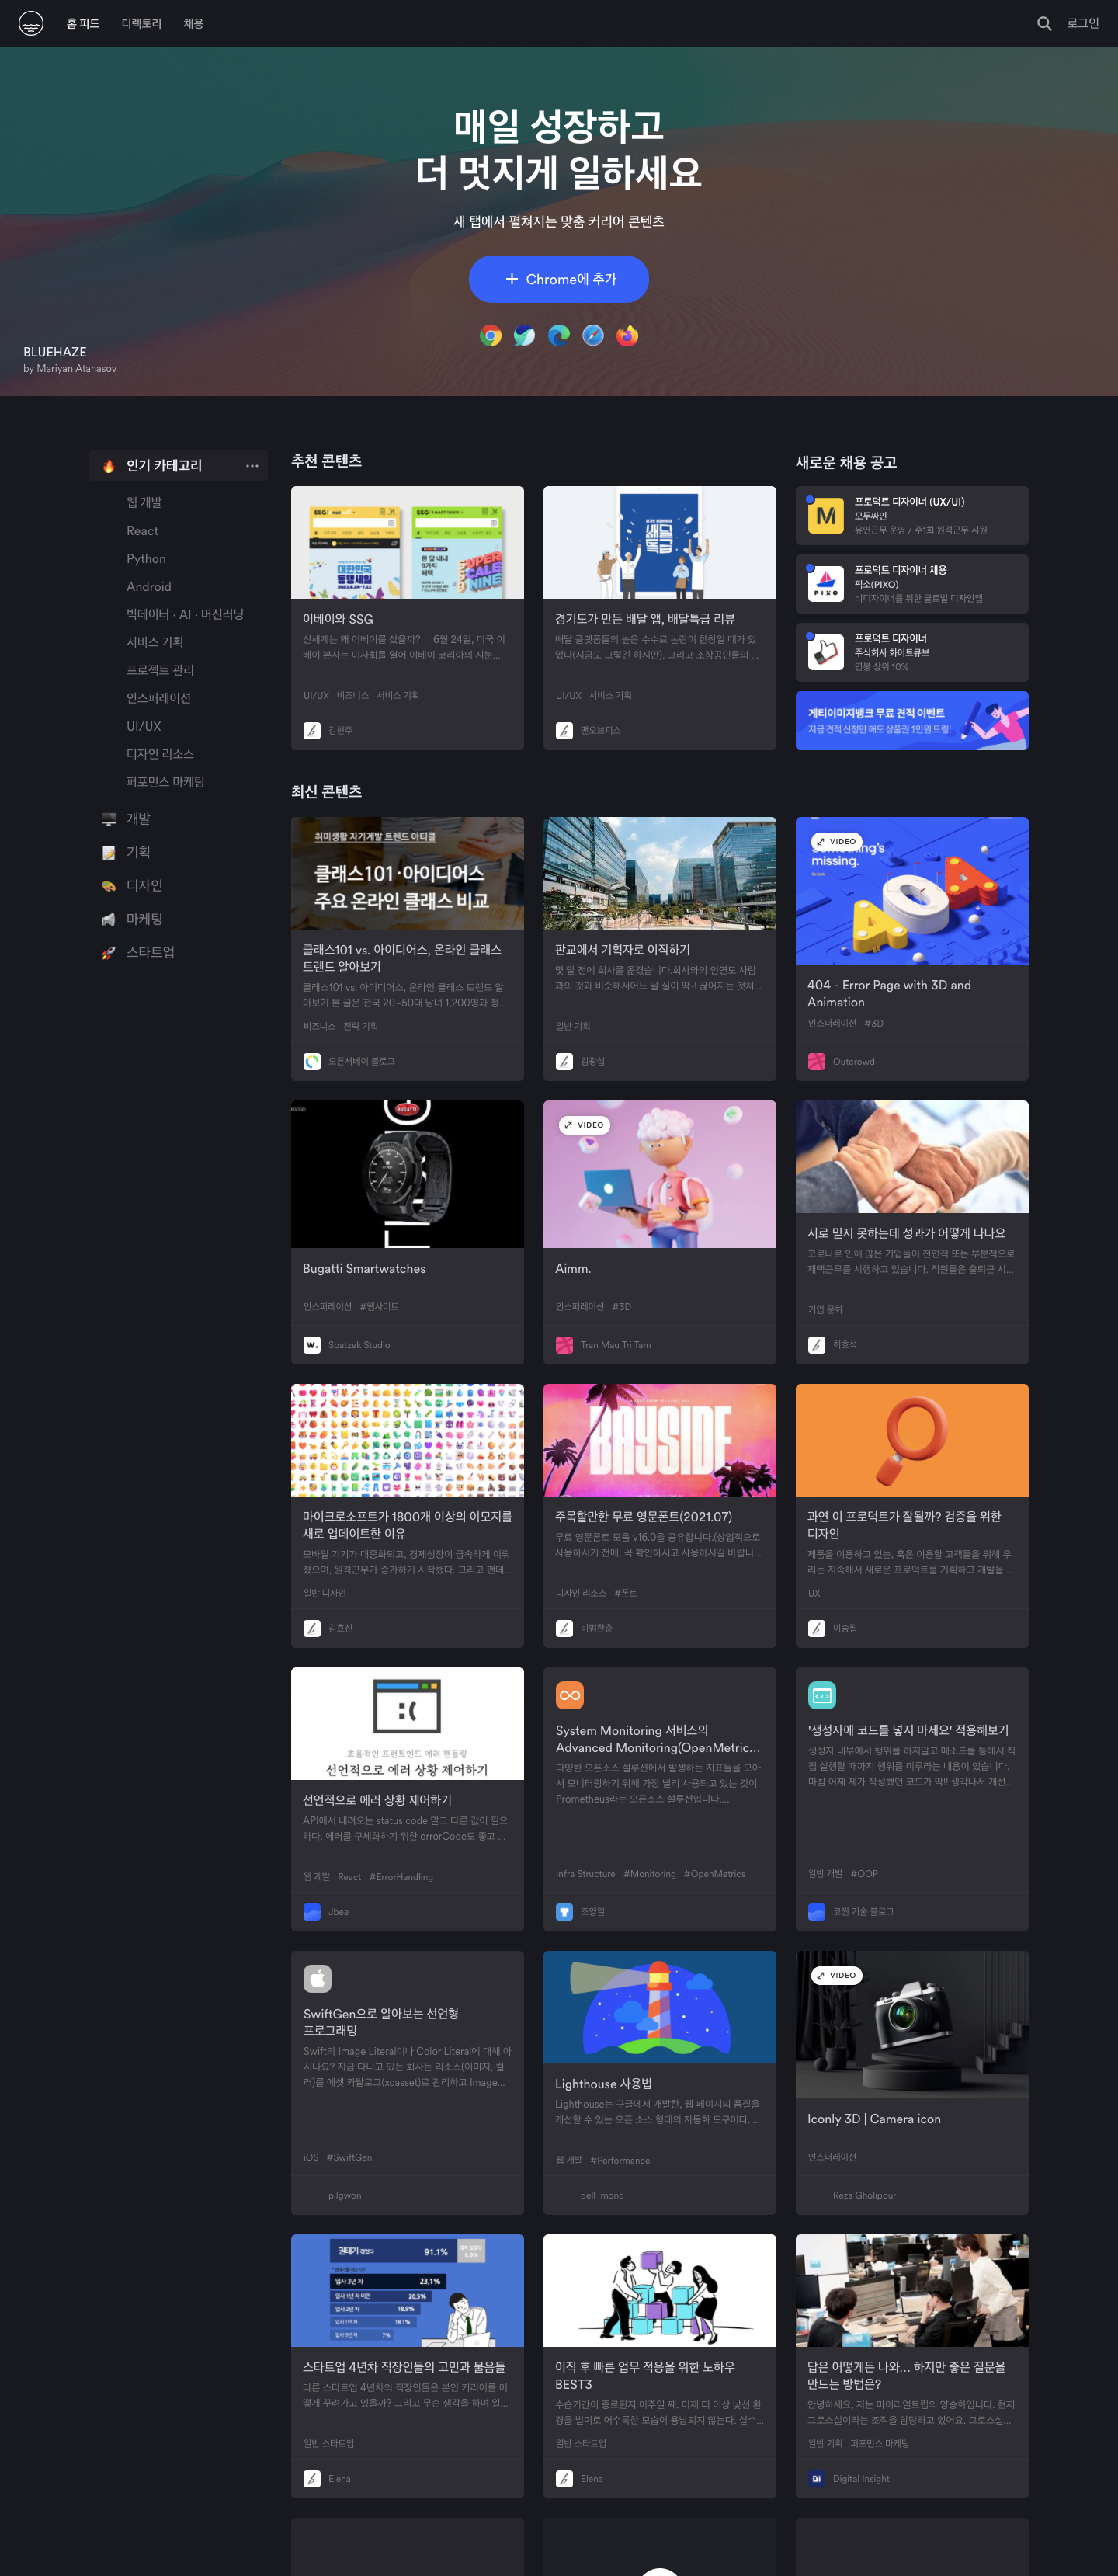 홈 피드
디렉토리
채용
로그인
매일 성장하고
더 멋지게 일하세요
새 탭에서 펼쳐지는 맞춤 커리어 콘텐츠
Chrome에 추가
BLUEHAZE
by Mariyan Atanasov
인기 카테고리
웹 개발
React
Python
Android
빅데이터 · AI · 머신러닝
서비스 기획
프로젝트 관리
인스퍼레이션
UI/UX
디자인 리소스
퍼포먼스 마케팅
개발
기획
디자인
마케팅
스타트업
추천 콘텐츠
이베이와 SSG
신세계는 왜 이베이를 샀을까? 6월 24일, 미국 이
베이 본사는 이사회를 열어 이베이 코리아의 지분...
UI/UX 비즈니스 서비스 기획
김현주
경기도가 만든 배달 앱, 배달특급 리뷰
배달 플랫폼들의 높은 수수료 논란이 한창일 때가 있
었다(지금도 그렇긴 하지만). 그리고 소상공인들의 ...
UI/UX 서비스 기획
맨오브피스
새로운 채용 공고
M
프로덕트 디자이너 (UX/UI)
모두싸인
유연근무 운영 / 주1회 원격근무 지원
PIXO
프로덕트 디자이너 채용
픽소(PIXO)
비디자이너를 위한 글로벌 디자인앱
프로덕트 디자이너
주식회사 화이트큐브
연봉 상위 10%
게티이미지뱅크 무료 견적 이벤트
지금 견적 신청만 해도 상품권 1만원 드림!
최신 콘텐츠
취미생활 자기계발 트렌드 아티클
클래스101·아이디어스
주요 온라인 클래스 비교
클래스101 vs. 아이디어스, 온라인 클래스
트렌드 알아보기
클래스101 vs. 아이디어스, 온라인 클래스 트렌드 알
아보기 본 글은 전국 20~50대 남녀 1,200명과 정...
비즈니스 전략 기획
오픈서베이 블로그
판교에서 기획자로 이직하기
몇 달 전에 회사를 옮겼습니다.회사와의 인연도 사람
과의 것과 비슷해서어느 날 실이 딱-! 끊어지는 것처...
일반 기획
김광섭
VIDEO
missing.
404 - Error Page with 3D and
Animation
인스퍼레이션 #3D
Outcrowd
BUGATTI
Bugatti Smartwatches
인스퍼레이션 #웹사이트
W.
Spatzek Studio
VIDEO
Aimm.
인스퍼레이션 #3D
Tran Mau Tri Tam
서로 믿지 못하는데 성과가 어떻게 나나요
코로나로 인해 많은 기업들이 전면적 또는 부분적으로
재택근무를 시행하고 있습니다. 직원들은 출퇴근 시...
기업 문화
최효석
마이크로소프트가 1800개 이상의 이모지를
새로 업데이트한 이유
모바일 기기가 대중화되고, 경제성장이 급속하게 이뤄
졌으며, 원격근무가 증가하기 시작했다. 그리고 팬데...
일반 디자인
김효진
BAYSIDE
주목할만한 무료 영문폰트(2021.07)
무료 영문폰트 모음 v16.0을 공유합니다.(상업적으로
사용하시기 전에, 꼭 확인하시고 사용하시길 바랍니...
디자인 리소스 #폰트
비범한츈
과연 이 프로덕트가 잘될까? 검증을 위한
디자인
제품을 이용하고 있는, 혹은 이용할 고객들을 위해 우
리는 지속해서 새로운 프로덕트를 기획하고 개발을 ...
UX
이승필
:(
효율적인 프런트엔드 에러 핸들링
선언적으로 에러 상황 제어하기
선언적으로 에러 상황 제어하기
API에서 내려오는 status code 말고 다른 값이 필요
하다. 에러를 구체화하기 위한 errorCode도 좋고 ...
웹 개발 React #ErrorHandling
Jbee
System Monitoring 서비스의
Advanced Monitoring(OpenMetric...
다양한 오픈소스 설루션에서 발생하는 지표들을 모아
서 모니터링하기 위해 가장 널리 사용되고 있는 것이
Prometheus라는 오픈소스 설루션입니다....
Infra Structure #Monitoring #OpenMetrics
조영일
'생성자에 코드를 넣지 마세요' 적용해보기
생성자 내부에서 행위를 하지말고 메소드를 통해서 직
접 실행할 때까지 행위를 미루라는 내용이 있습니다.
마침 어제 제가 작성했던 코드가 딱!! 생각나서 개선...
일반 개발 #OOP
코찐 기술 블로그
SwiftGen으로 알아보는 선언형
프로그래밍
Swift의 Image Literal이나 Color Literal에 대해 아
시나요? 지금 다니고 있는 회사는 리소스(이미지, 컬
러)를 에셋 카탈로그(xcasset)로 관리하고 Image...
iOS #SwiftGen
pilgwon
Lighthouse 사용법
Lighthouse는 구글에서 개발한, 웹 페이지의 품질을
개선할 수 있는 오픈 소스 형태의 자동화 도구이다. ...
웹 개발 #Performance
dell_mond
VIDEO
Iconly 3D | Camera icon
인스퍼레이션
Reza Gholipour
권태기 겪었다
91.1%
입사 3년 차 23.1%
입사 1년 차 미만 20.5%
입사 2년 차 18.9%
입사 1년 차 18.1%
입사 5년 차 7%
스타트업 4년차 직장인들의 고민과 물음들
다른 스타트업 4년차의 직장인들은 본인 커리어를 어
떻게 꾸려가고 있을까? 그리고 무슨 생각을 하며 일...
일반 스타트업
Elena
이직 후 빠른 업무 적응을 위한 노하우
BEST3
수습기간이 종료된지 이주일 째. 이제 더 이상 낯선 환
경을 빌미로 어수룩한 모습이 용납되지 않는다. 실수...
일반 스타트업
Elena
답은 어떻게든 나와... 하지만 좋은 질문을
만드는 방법은?
안녕하세요, 저는 마이리얼트립의 양승화입니다. 현재
그로스실이라는 조직을 담당하고 있어요. 그로스실...
일반 기획 퍼포먼스 마케팅
DI
Digital Insight